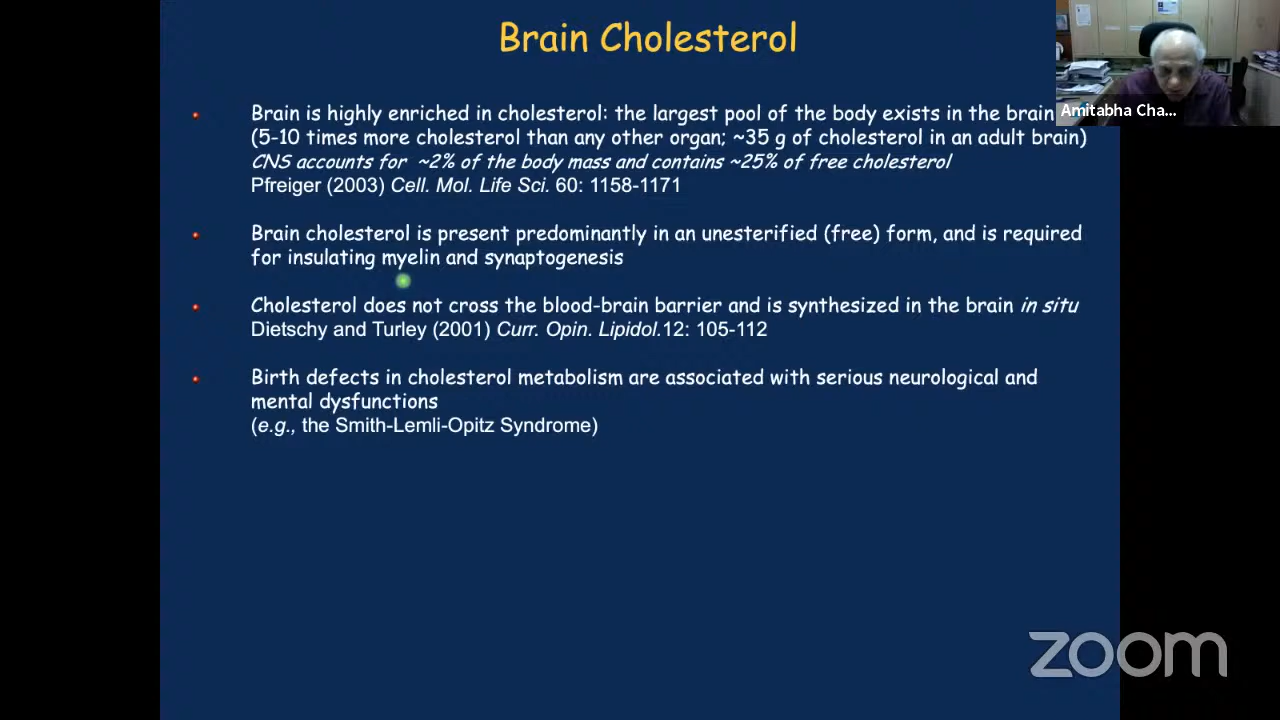 Brain Cholesterol
Brain is highly enriched in cholesterol: the largest pool of the body exists in the brain
(5-10 times more cholesterol than any other organ; ~35 g of cholesterol in an adult brain)
CNS accounts for ~2% of the body mass and contains ~25% of free cholesterol
Pfreiger (2003) Cell. Mol. Life Sci. 60: 1158-1171
Brain cholesterol is present predominantly in an unesterified (free) form, and is required
for insulating myelin and synaptogenesis
Cholesterol does not cross the blood-brain barrier and is synthesized in the brain in situ
Dietschy and Turley (2001) Curr. Opin. Lipidol.12: 105-112
Birth defects in cholesterol metabolism are associated with serious neurological and
mental dysfunctions
(e.g., the Smith-Lemli-Opitz Syndrome)
Amitabha Cha...
zoom